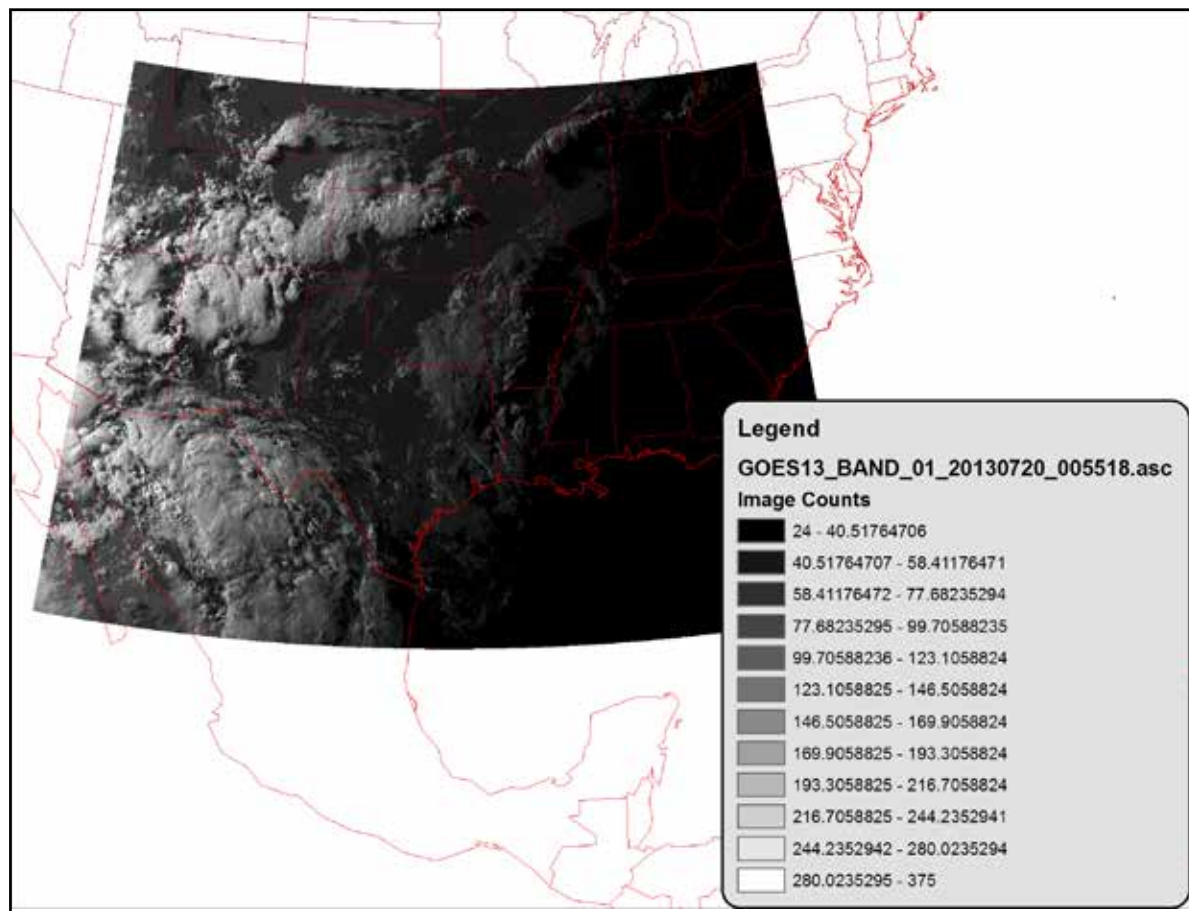 Legend
GOES13_BAND_01_20130720_005518.asc
Image Counts
24 - 40.51764706
40.51764707 - 58.41176471
58.41176472 - 77.68235294
77.68235295 - 99.70588235
99.70588236 - 123.1058824
123.1058825 - 146.5058824
146.5058825 - 169.9058824
169.9058825 - 193.3058824
193.3058825 - 216.7058824
216.7058825 - 244.2352941
244.2352942 - 280.0235294
280.0235295 - 375